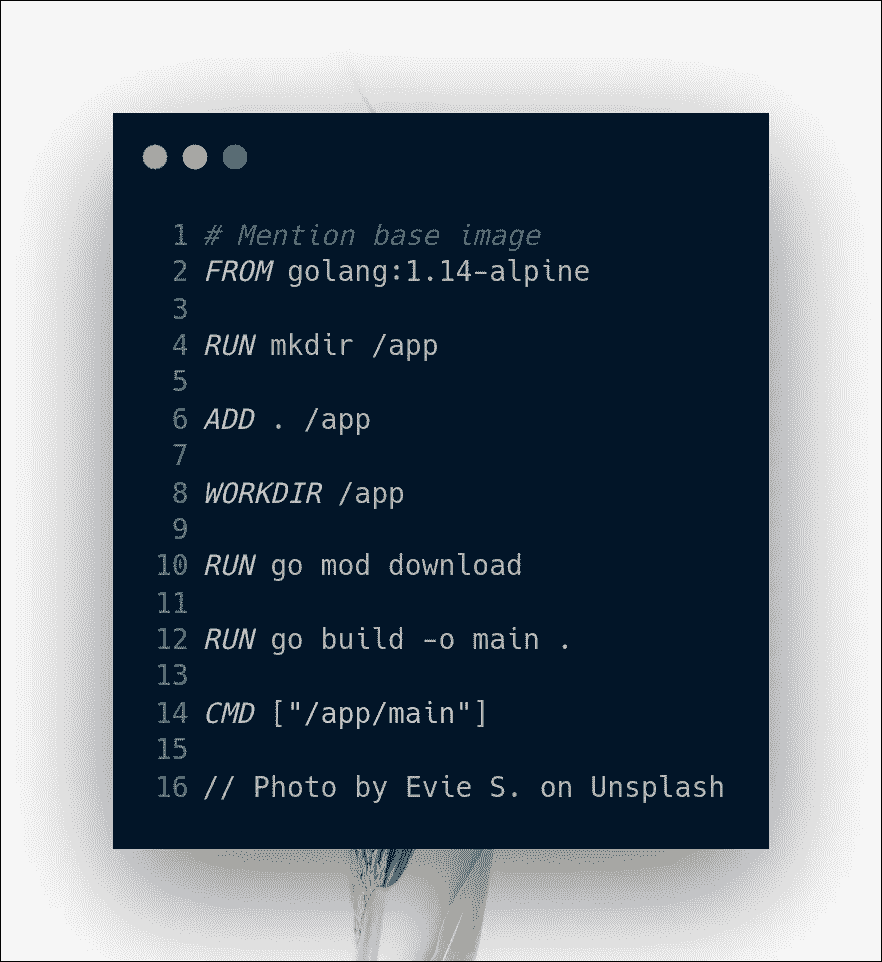 1 # Mention base image
2 FROM golang:1.14-alpine
3
4 RUN mkdir /app
5
6 ADD . /app
7
8 WORKDIR /app
9
10 RUN go mod download
11
12 RUN go build -o main .
13
14 CMD ["/app/main"]
15
16 // Photo by Evie S. on Unsplash